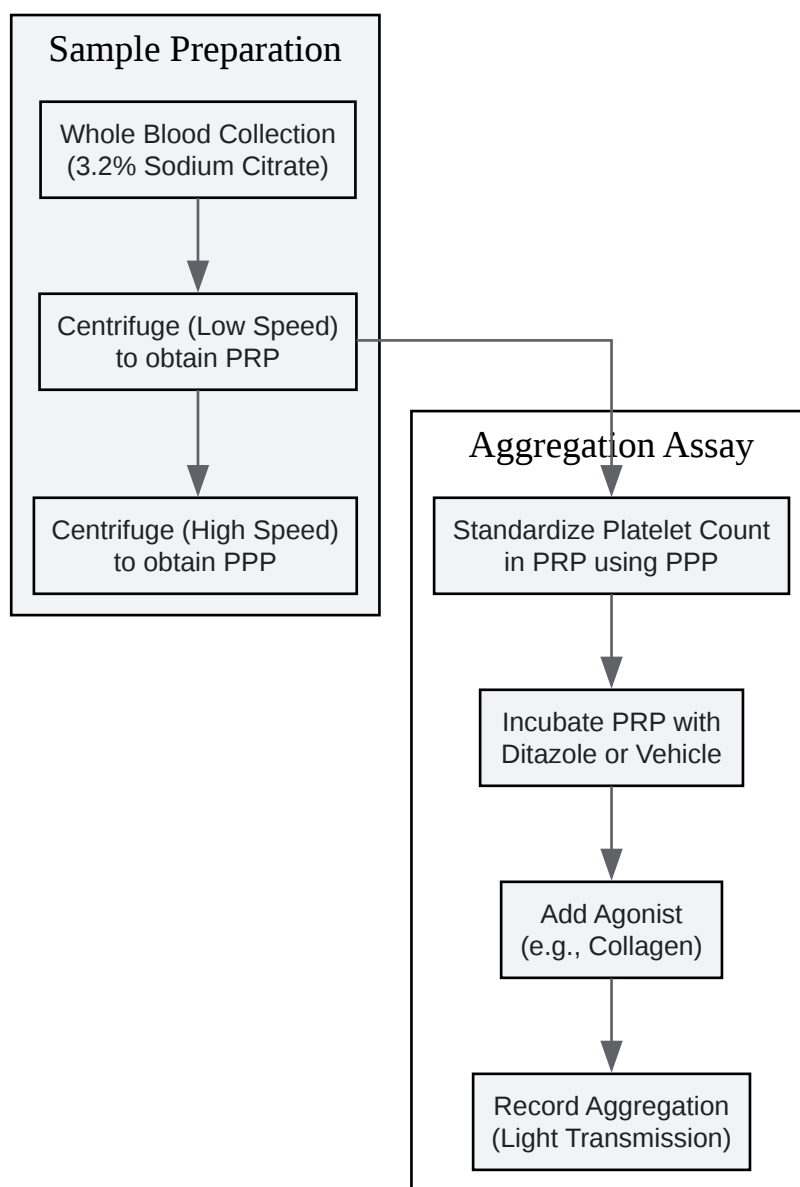 Sample Preparation
Whole Blood Collection
(3.2% Sodium Citrate)
Centrifuge (Low Speed)
to obtain PRP
Centrifuge (High Speed)
to obtain PPP
Aggregation Assay
Standardize Platelet Count
in PRP using PPP
Incubate PRP with
Ditazole or Vehicle
Add Agonist
(e.g., Collagen)
Record Aggregation
(Light Transmission)